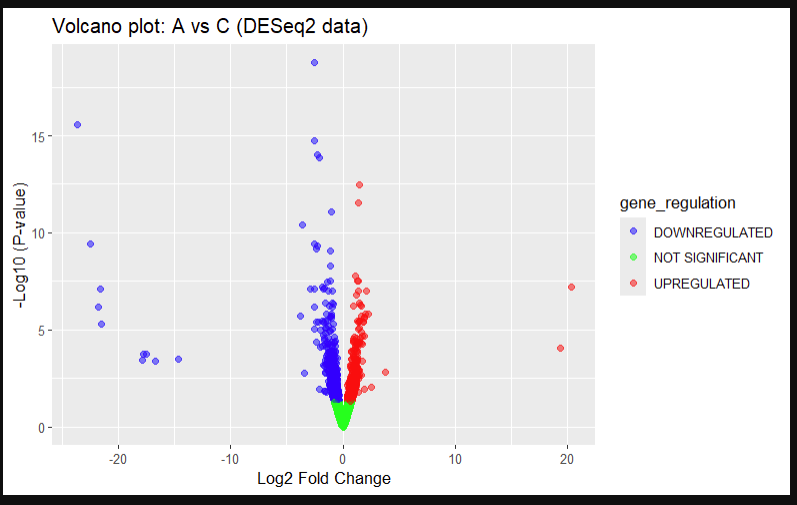 Volcano plot: A vs C (DESeq2 data)
15
10
5
0
-Log10 (P-value)
-20
-10
0
10
20
Log2 Fold Change
gene_regulation
DOWNREGULATED
NOT SIGNIFICANT
UPREGULATED